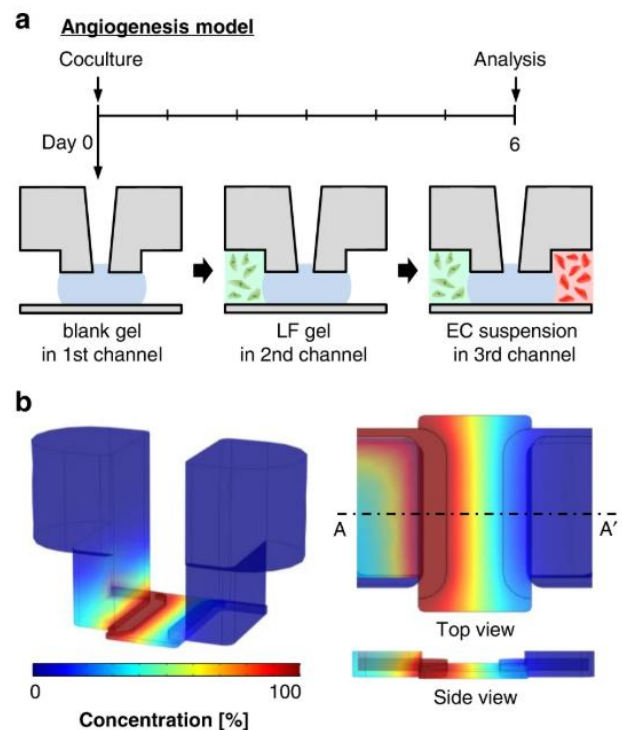 a
Angiogenesis model
Coculture
Analysis
Day 0
6
blank gel
in 1st channel
LF gel
in 2nd channel
EC suspension
in 3rd channel
b
A
A′
Top view
0
100
Concentration [%]
Side view